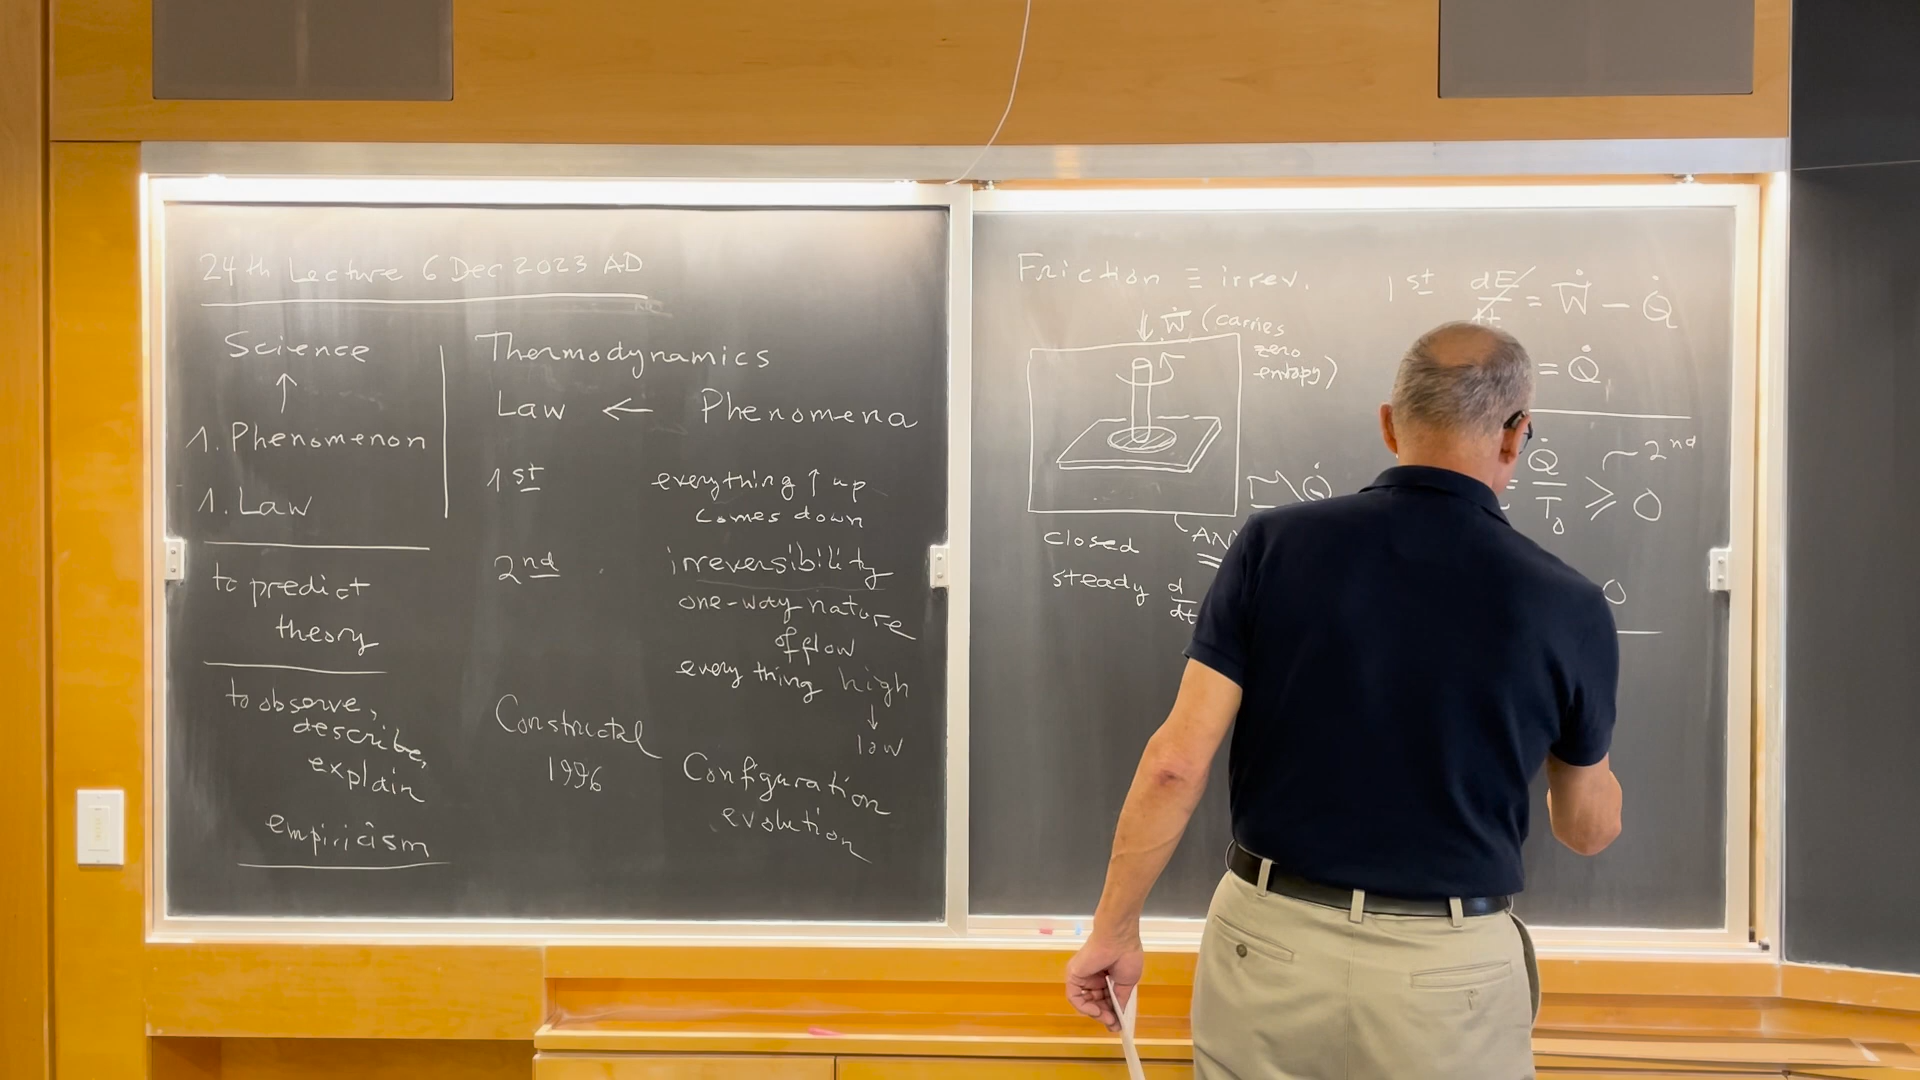 24th Lecture 6 Dec 2023 AD
Science
↑
1. Phenomenon
1. Law
to predict
theory
to observe,
describe,
explain
empiricism
Thermodynamics
Law ← Phenomena
1st everything ↑ up
comes down
2nd irreversibility
one-way nature
of flow
every thing high
↓
low
Constructal
1996
Configuration
evolution
Friction ≡ irrev.
Ẇ (carries
zero
entropy)
Q̇
closed
steady d
dt
1st dE/dt = Ẇ − Q̇
= Q̇
= Q̇/T₀ ≥ 0
2nd
0